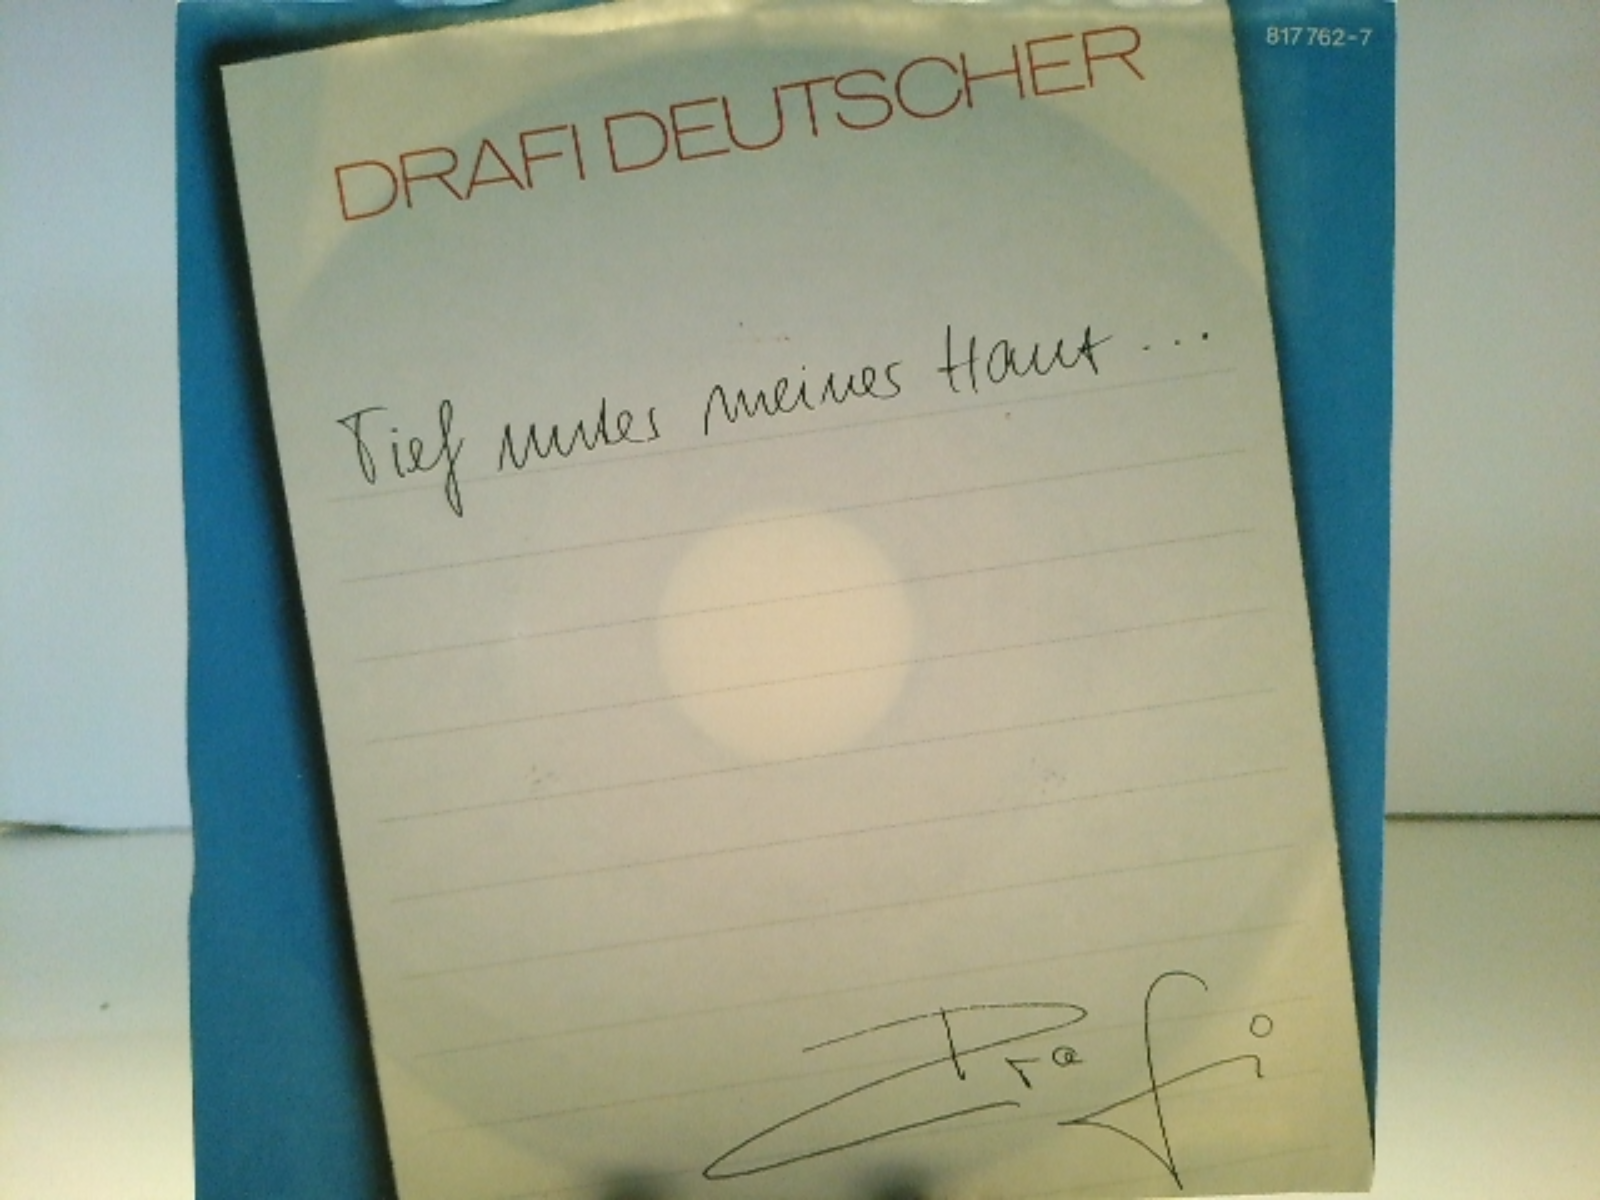 817 762-7
DRAFI DEUTSCHER
Tief unter meiner Haut ...
Drafi